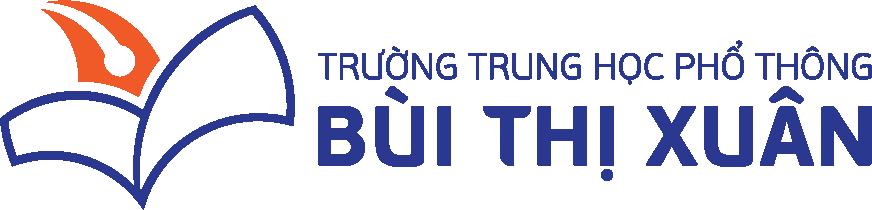 TRƯỜNG TRUNG HỌC PHỔ THÔNG
BÙI THỊ XUÂN